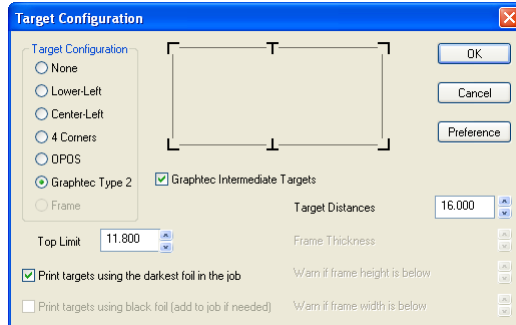 Target Configuration
Target Configuration
None
Lower-Left
Center-Left
4 Corners
OPOS
Graphtec Type 2
Frame
OK
Cancel
Preference
Graphtec Intermediate Targets
Target Distances 16.000
Top Limit 11.800
Frame Thickness
Print targets using the darkest foil in the job
Warn if frame height is below
Print targets using black foil (add to job if needed)
Warn if frame width is below